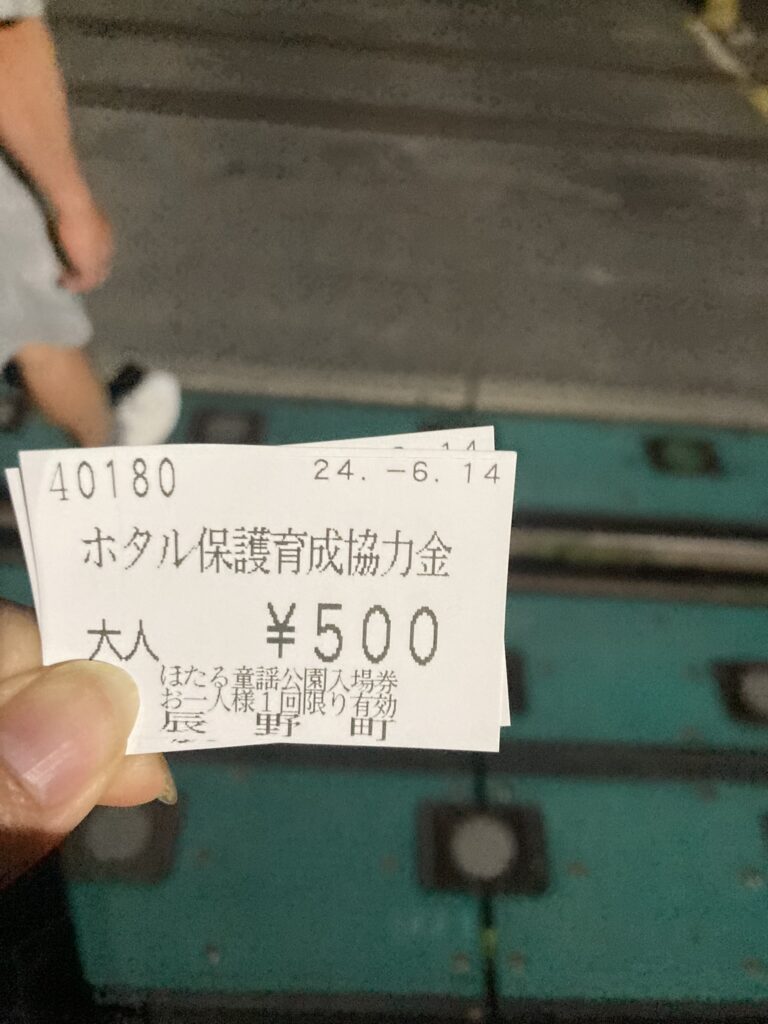 40180 24.-6.14
ホタル保護育成協力金
大人 ¥500
ほたる童謡公園入場券
お一人様1回限り有効
辰野町